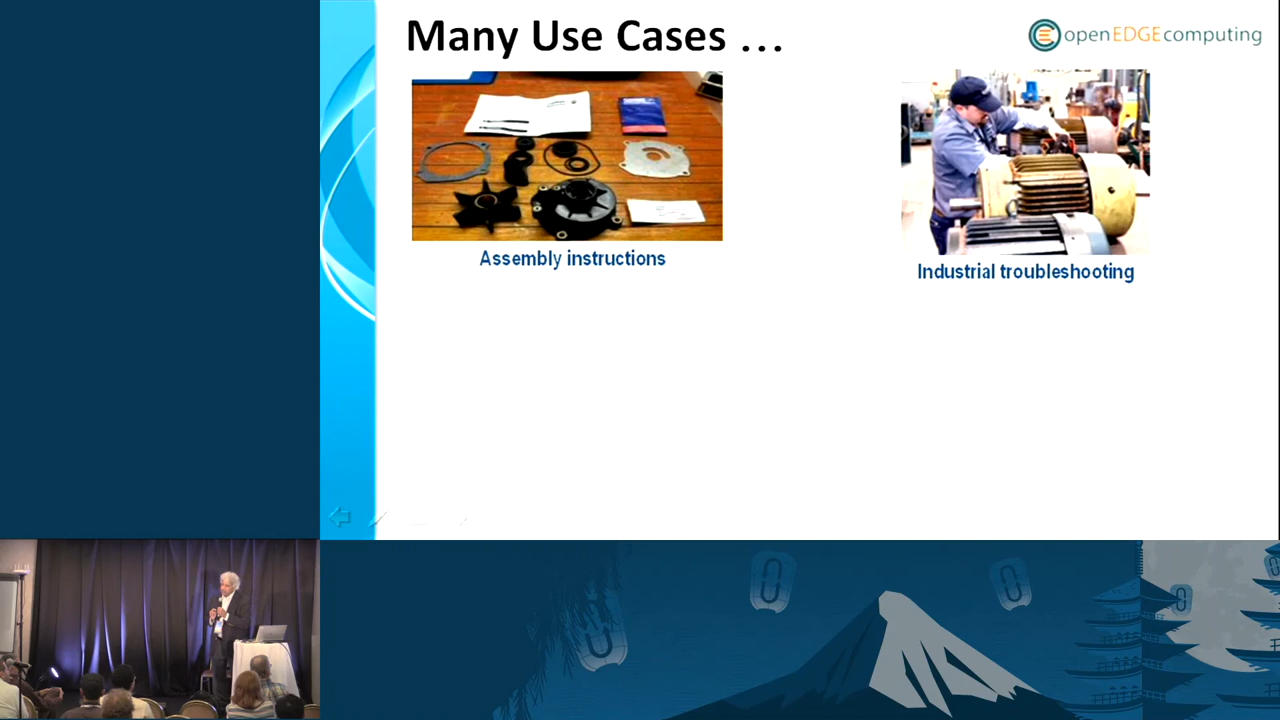 Many Use Cases ...
openEDGEcomputing
Assembly instructions
Industrial troubleshooting